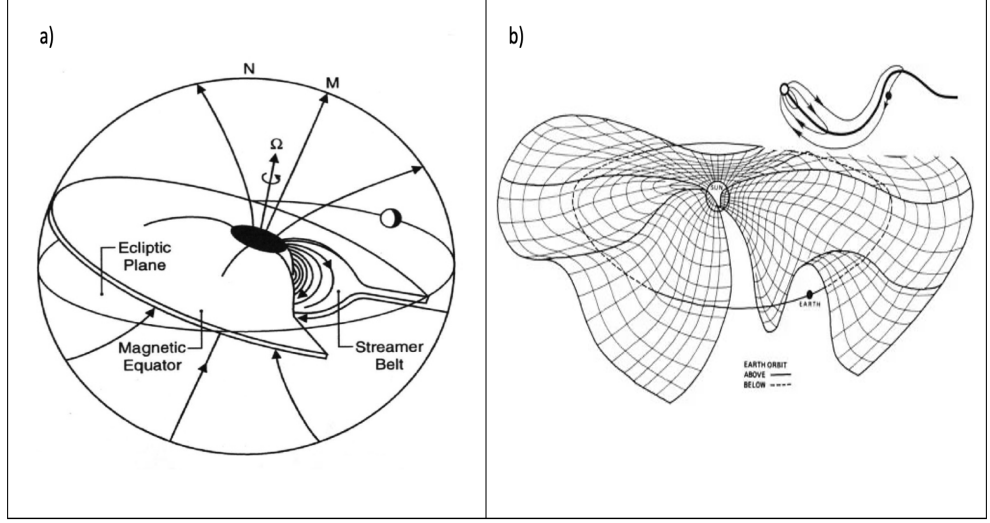 a)
N
M
Ω
Ecliptic
Plane
Magnetic
Equator
Streamer
Belt
b)
SUN
EARTH
EARTH ORBIT
ABOVE
BELOW